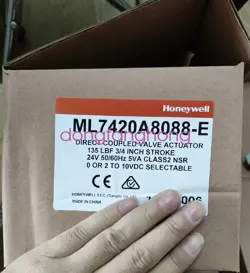 Honeywell
ML7420A8088-E
DIRECT-COUPLED VALVE ACTUATOR
135 LBF 3/4 INCH STROKE
24V 50/60Hz 5VA CLASS2 NSR
0 OR 2 TO 10VDC SELECTABLE
CE
MADE IN CHINA